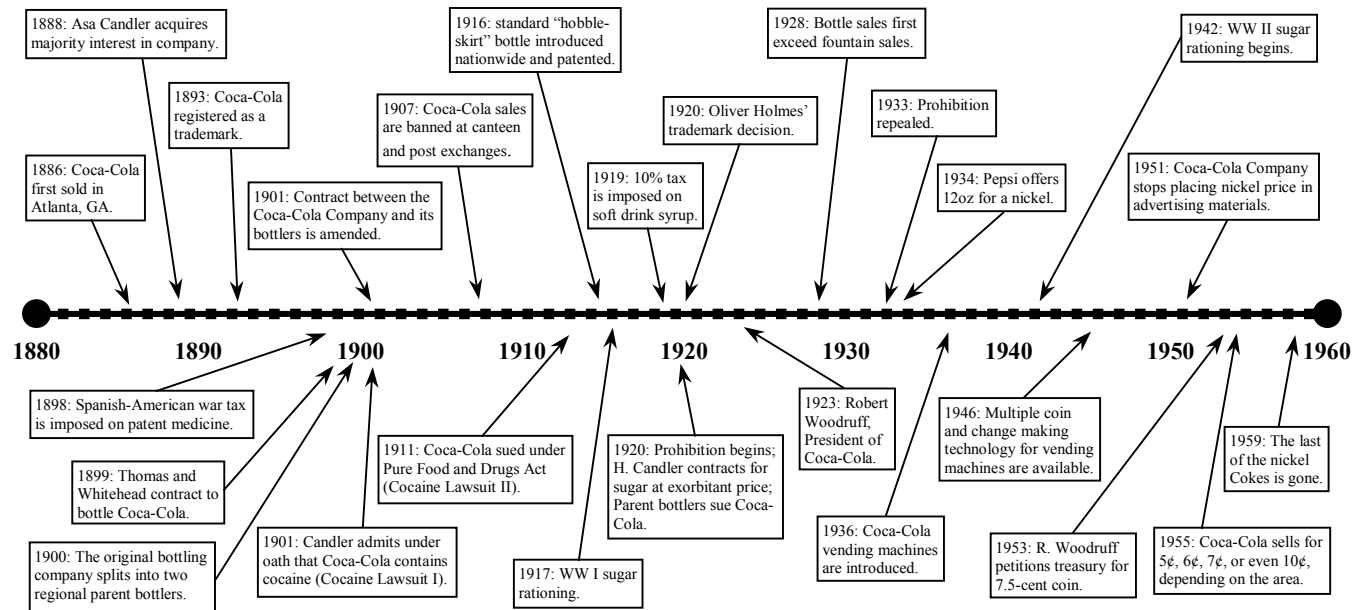 1888: Asa Candler acquires
majority interest in company.
1916: standard “hobble-
skirt” bottle introduced
nationwide and patented.
1928: Bottle sales first
exceed fountain sales.
1942: WW II sugar
rationing begins.
1893: Coca-Cola
registered as a
trademark.
1907: Coca-Cola sales
are banned at canteen
and post exchanges.
1920: Oliver Holmes’
trademark decision.
1933: Prohibition
repealed.
1886: Coca-Cola
first sold in
Atlanta, GA.
1901: Contract between the
Coca-Cola Company and its
bottlers is amended.
1919: 10% tax
is imposed on
soft drink syrup.
1934: Pepsi offers
12oz for a nickel.
1951: Coca-Cola Company
stops placing nickel price in
advertising materials.
1880 1890 1900 1910 1920 1930 1940 1950 1960
1898: Spanish-American war tax
is imposed on patent medicine.
1899: Thomas and
Whitehead contract to
bottle Coca-Cola.
1900: The original bottling
company splits into two
regional parent bottlers.
1901: Candler admits under
oath that Coca-Cola contains
cocaine (Cocaine Lawsuit I).
1911: Coca-Cola sued under
Pure Food and Drugs Act
(Cocaine Lawsuit II).
1917: WW I sugar
rationing.
1920: Prohibition begins;
H. Candler contracts for
sugar at exorbitant price;
Parent bottlers sue Coca-
Cola.
1923: Robert
Woodruff,
President of
Coca-Cola.
1936: Coca-Cola
vending machines
are introduced.
1946: Multiple coin
and change making
technology for vending
machines are available.
1953: R. Woodruff
petitions treasury for
7.5-cent coin.
1955: Coca-Cola sells for
5¢, 6¢, 7¢, or even 10¢,
depending on the area.
1959: The last
of the nickel
Cokes is gone.